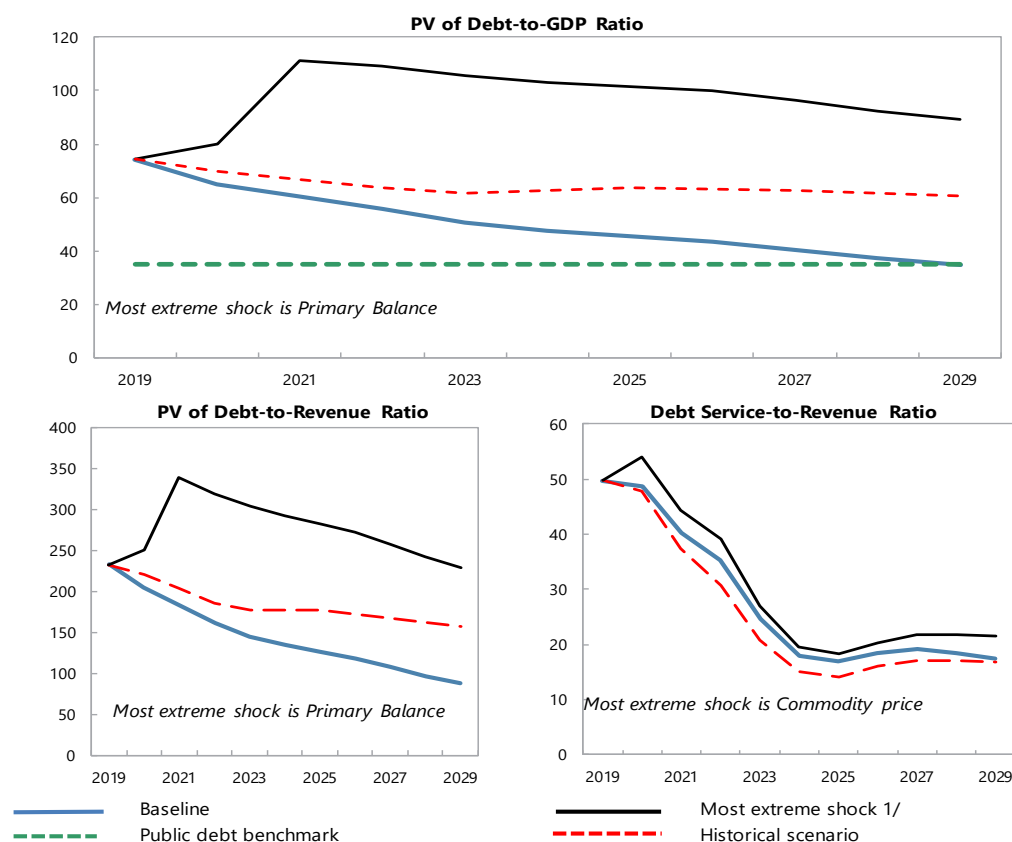 PV of Debt-to-GDP Ratio
120
100
80
60
40
20
0
Most extreme shock is Primary Balance
2019 2021 2023 2025 2027 2029
PV of Debt-to-Revenue Ratio
400
350
300
250
200
150
100
50
0
Most extreme shock is Primary Balance
2019 2021 2023 2025 2027 2029
Debt Service-to-Revenue Ratio
60
50
40
30
20
10
0
Most extreme shock is Commodity price
2019 2021 2023 2025 2027 2029
Baseline
Public debt benchmark
Most extreme shock 1/
Historical scenario